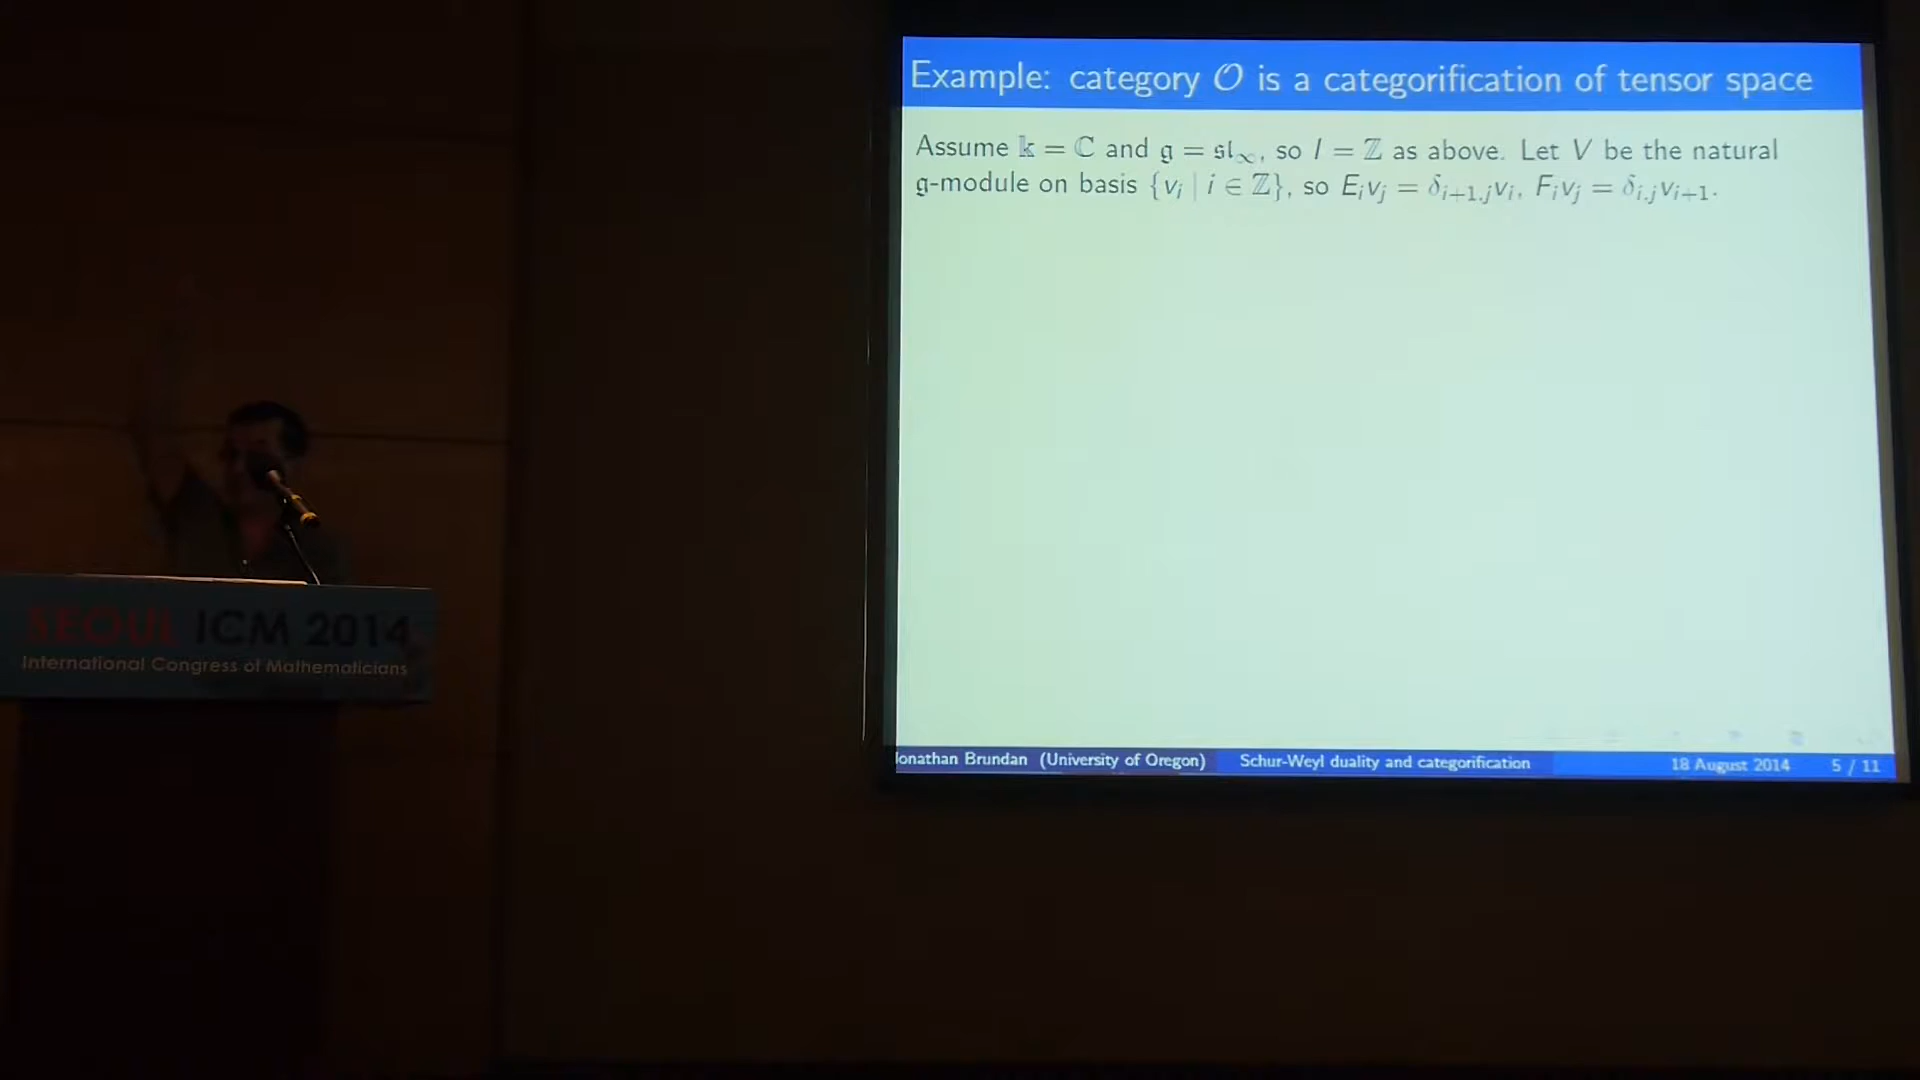 Example: category 𝒪 is a categorification of tensor space
Assume 𝕜 = ℂ and 𝔤 = 𝔰𝔩∞, so I = ℤ as above. Let V be the natural
𝔤-module on basis {vᵢ | i ∈ ℤ}, so Eᵢvⱼ = δᵢ₊₁,ⱼvᵢ, Fᵢvⱼ = δᵢ,ⱼvᵢ₊₁.
Jonathan Brundan (University of Oregon) Schur-Weyl duality and categorification 18 August 2014 5 / 11
SEOUL ICM 2014
International Congress of Mathematicians